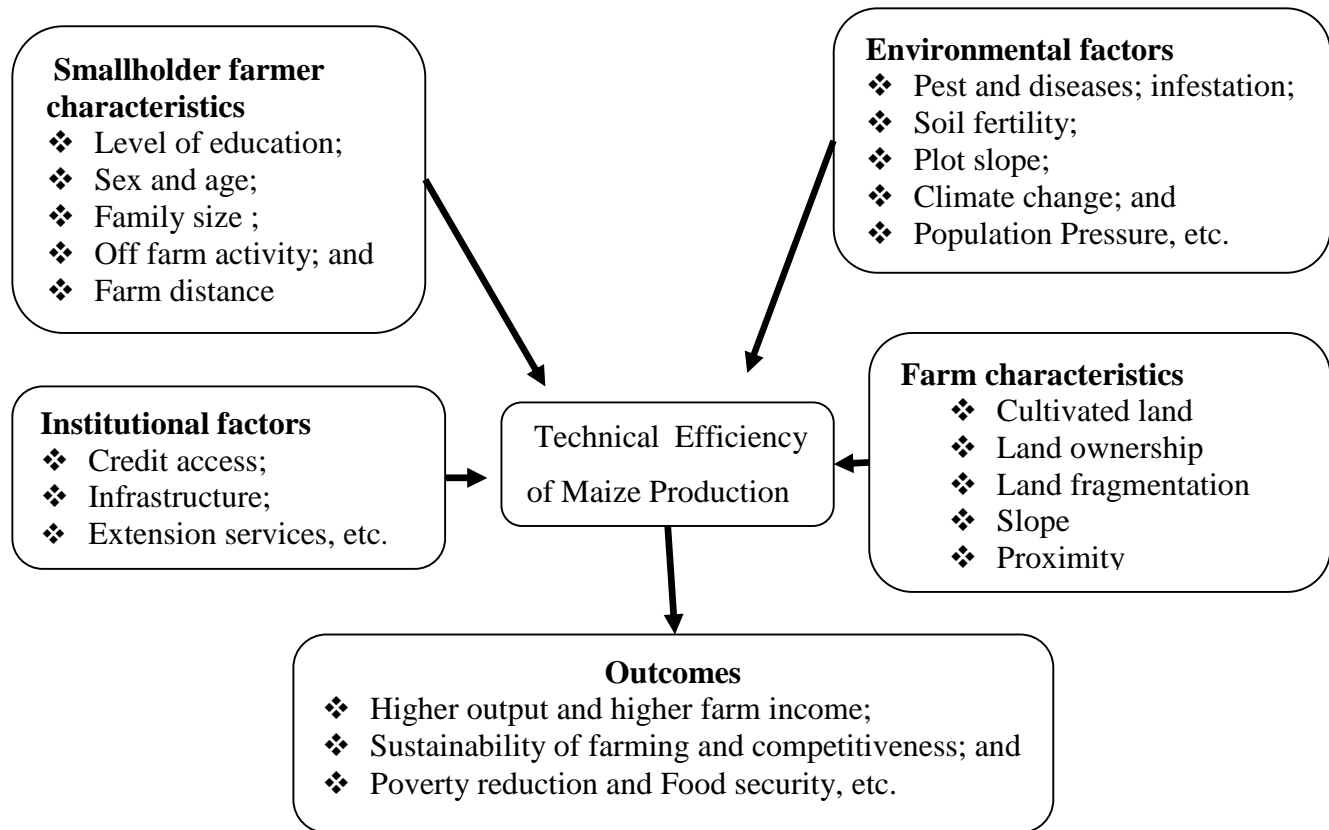 Smallholder farmer
characteristics
❖ Level of education;
❖ Sex and age;
❖ Family size ;
❖ Off farm activity; and
❖ Farm distance
Environmental factors
❖ Pest and diseases; infestation;
❖ Soil fertility;
❖ Plot slope;
❖ Climate change; and
❖ Population Pressure, etc.
Institutional factors
❖ Credit access;
❖ Infrastructure;
❖ Extension services, etc.
Technical Efficiency
of Maize Production
Farm characteristics
❖ Cultivated land
❖ Land ownership
❖ Land fragmentation
❖ Slope
❖ Proximity
Outcomes
❖ Higher output and higher farm income;
❖ Sustainability of farming and competitiveness; and
❖ Poverty reduction and Food security, etc.